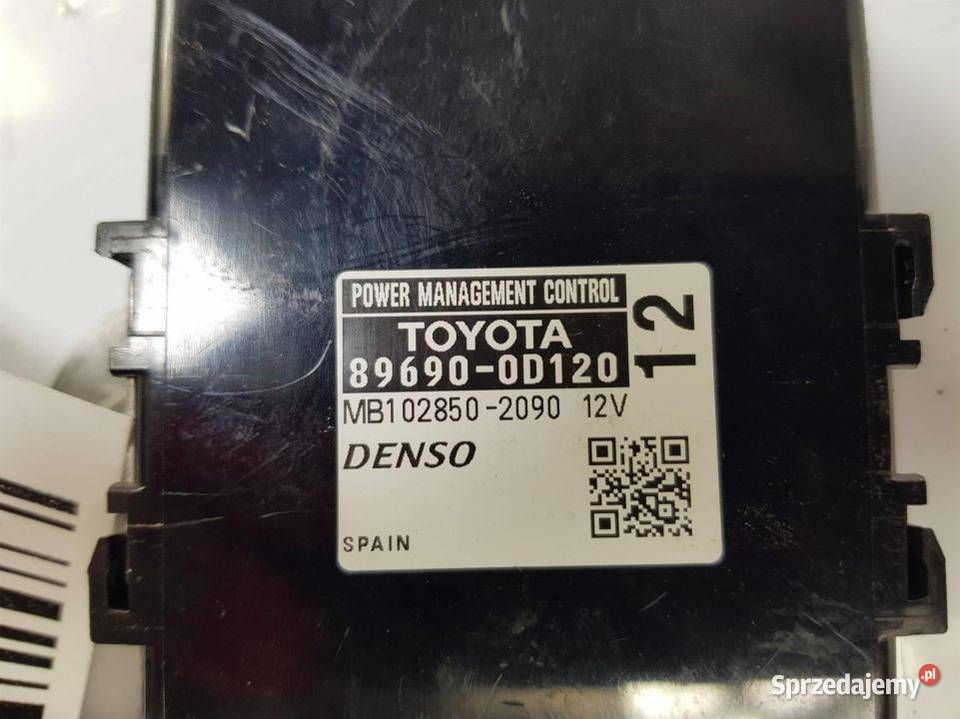 POWER MANAGEMENT CONTROL
12
TOYOTA
89690-0D120
MB102850-2090 12V
DENSO
SPAIN
Sprzedajemy.pl